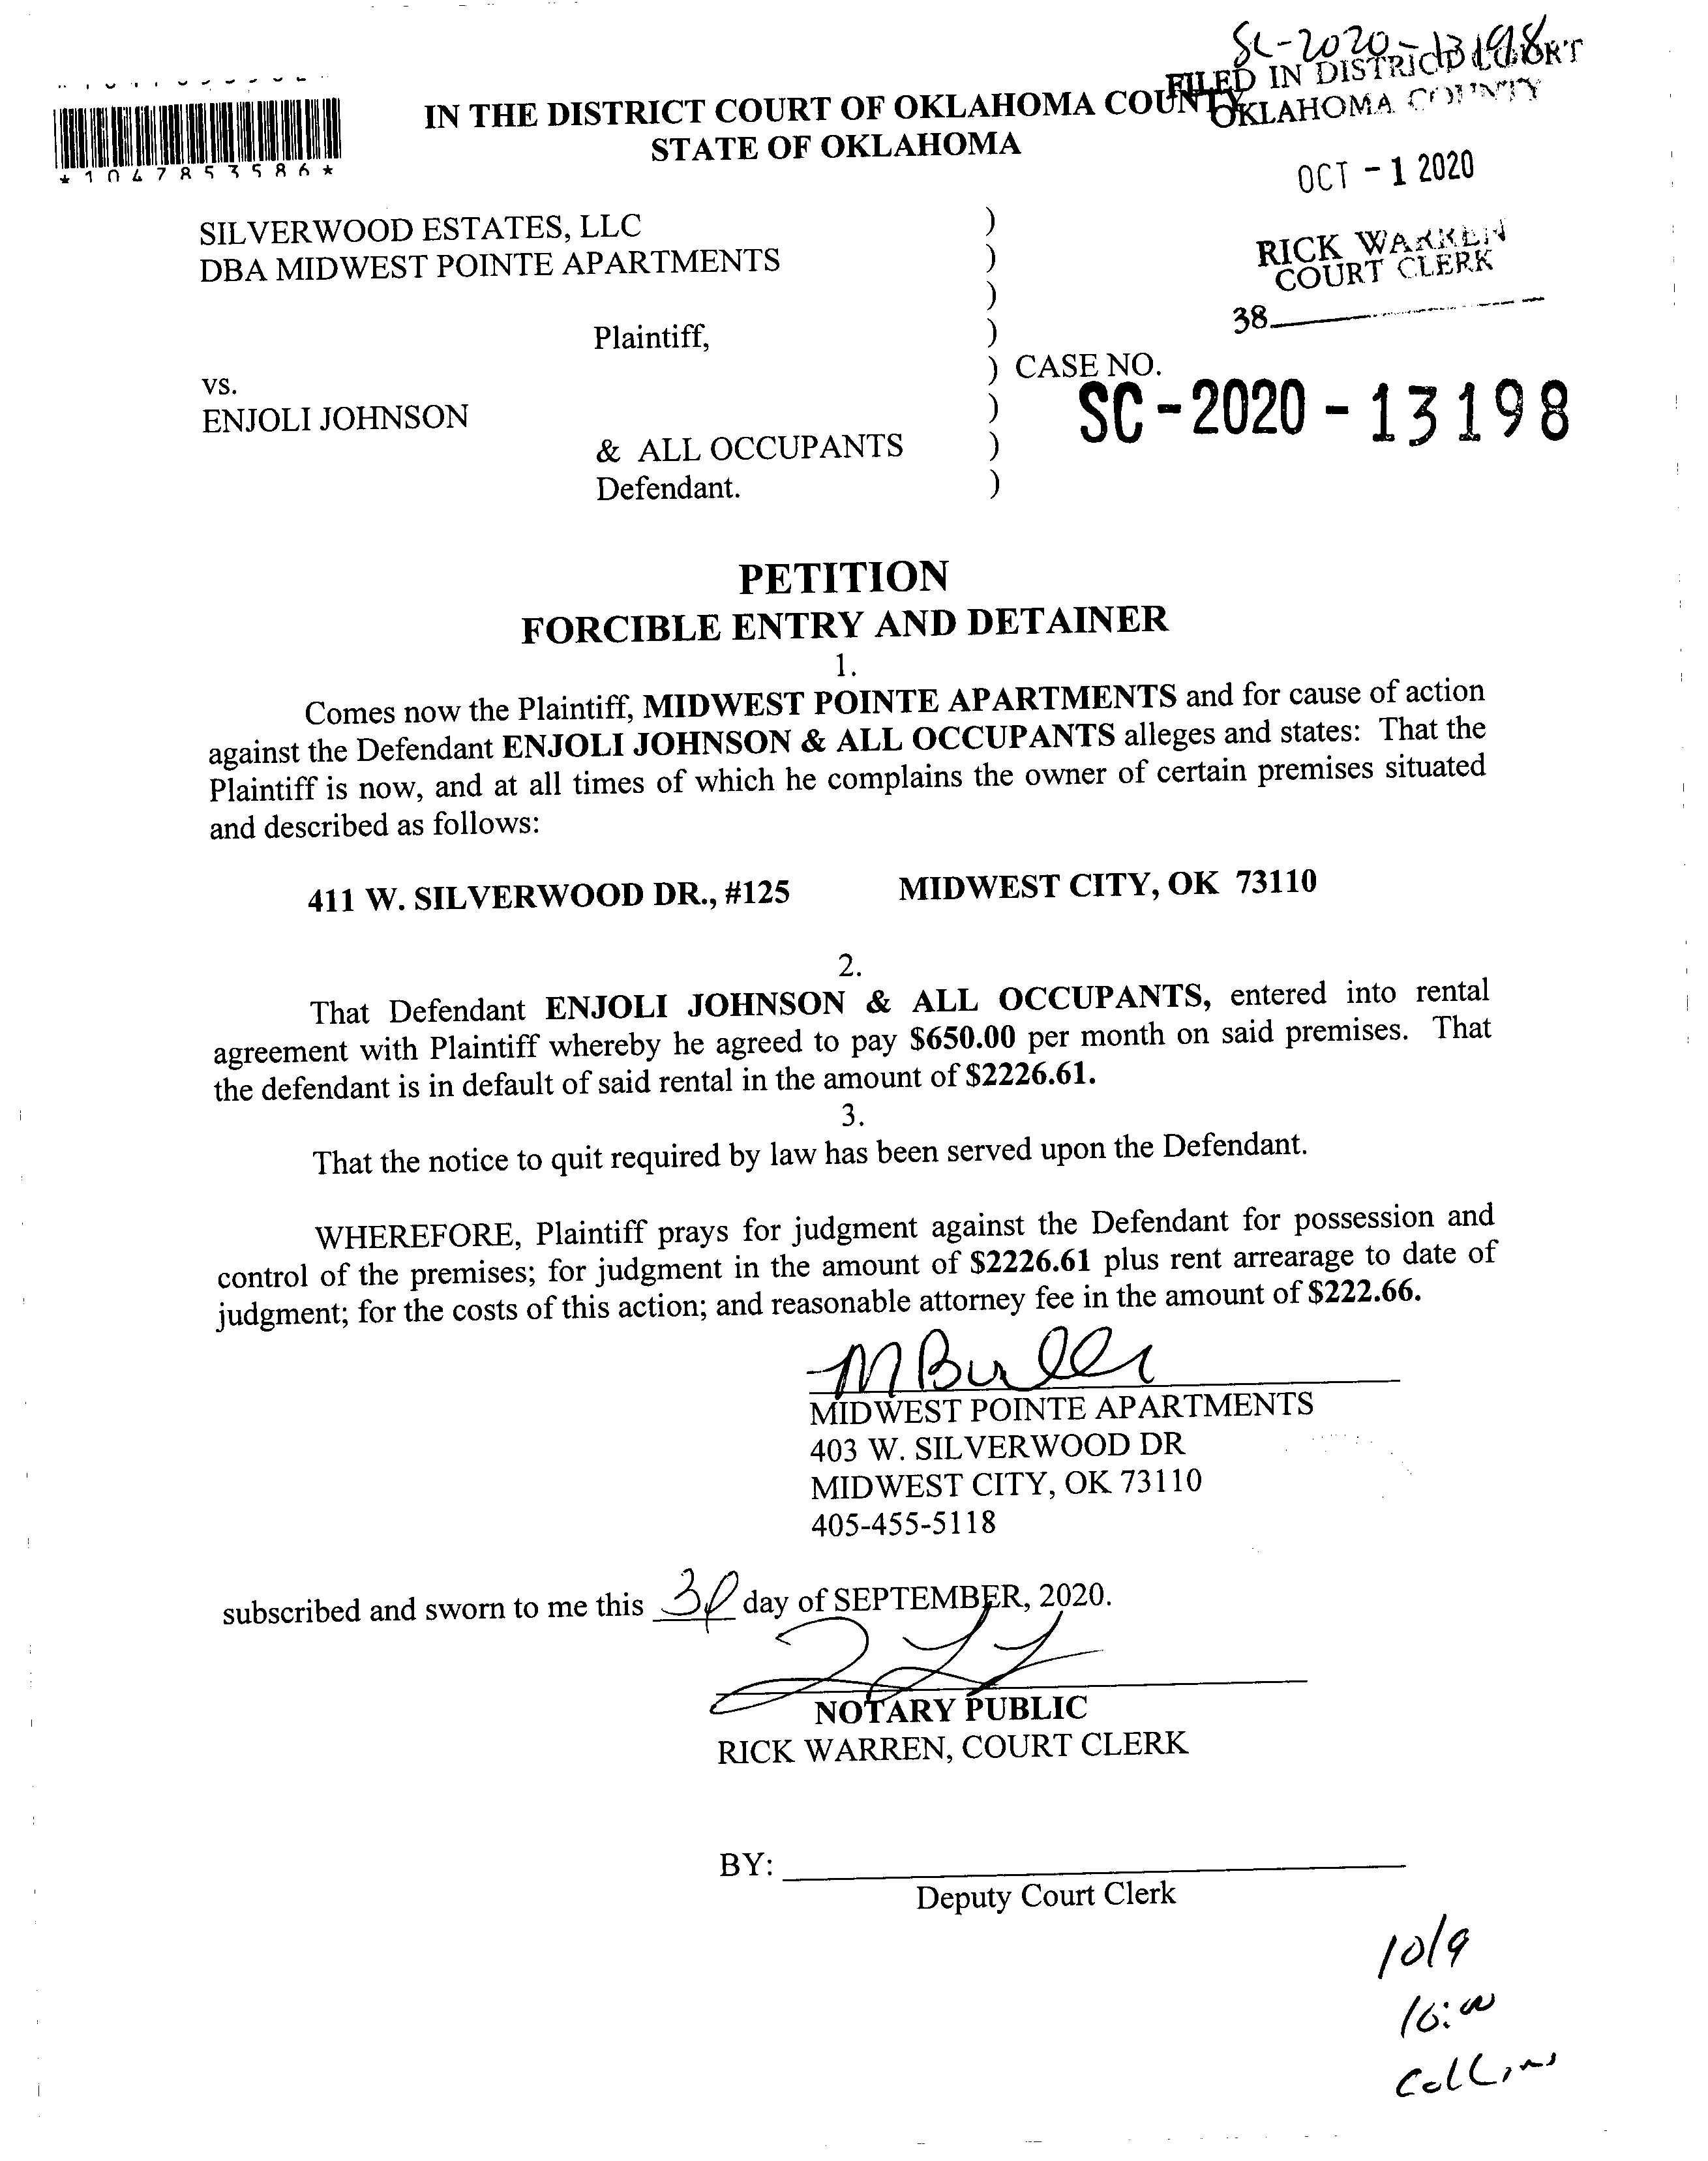 SC-2020-13198
FILED IN DISTRICT COURT
OKLAHOMA COUNTY
IN THE DISTRICT COURT OF OKLAHOMA COUNTY
STATE OF OKLAHOMA
*1047853586*
OCT - 1 2020
RICK WARREN
COURT CLERK
38
SILVERWOOD ESTATES, LLC )
DBA MIDWEST POINTE APARTMENTS )
)
Plaintiff, )
) CASE NO.
vs.
SC-2020-13198
ENJOLI JOHNSON )
& ALL OCCUPANTS )
Defendant. )
PETITION
FORCIBLE ENTRY AND DETAINER
1.
Comes now the Plaintiff, MIDWEST POINTE APARTMENTS and for cause of action
against the Defendant ENJOLI JOHNSON & ALL OCCUPANTS alleges and states: That the
Plaintiff is now, and at all times of which he complains the owner of certain premises situated
and described as follows:
411 W. SILVERWOOD DR., #125 MIDWEST CITY, OK 73110
2.
That Defendant ENJOLI JOHNSON & ALL OCCUPANTS, entered into rental
agreement with Plaintiff whereby he agreed to pay $650.00 per month on said premises. That
the defendant is in default of said rental in the amount of $2226.61.
3.
That the notice to quit required by law has been served upon the Defendant.
WHEREFORE, Plaintiff prays for judgment against the Defendant for possession and
control of the premises; for judgment in the amount of $2226.61 plus rent arrearage to date of
judgment; for the costs of this action; and reasonable attorney fee in the amount of $222.66.
MIDWEST POINTE APARTMENTS
403 W. SILVERWOOD DR
MIDWEST CITY, OK 73110
405-455-5118
subscribed and sworn to me this 30 day of SEPTEMBER, 2020.
NOTARY PUBLIC
RICK WARREN, COURT CLERK
BY:
Deputy Court Clerk
10/9
10:00
Collins